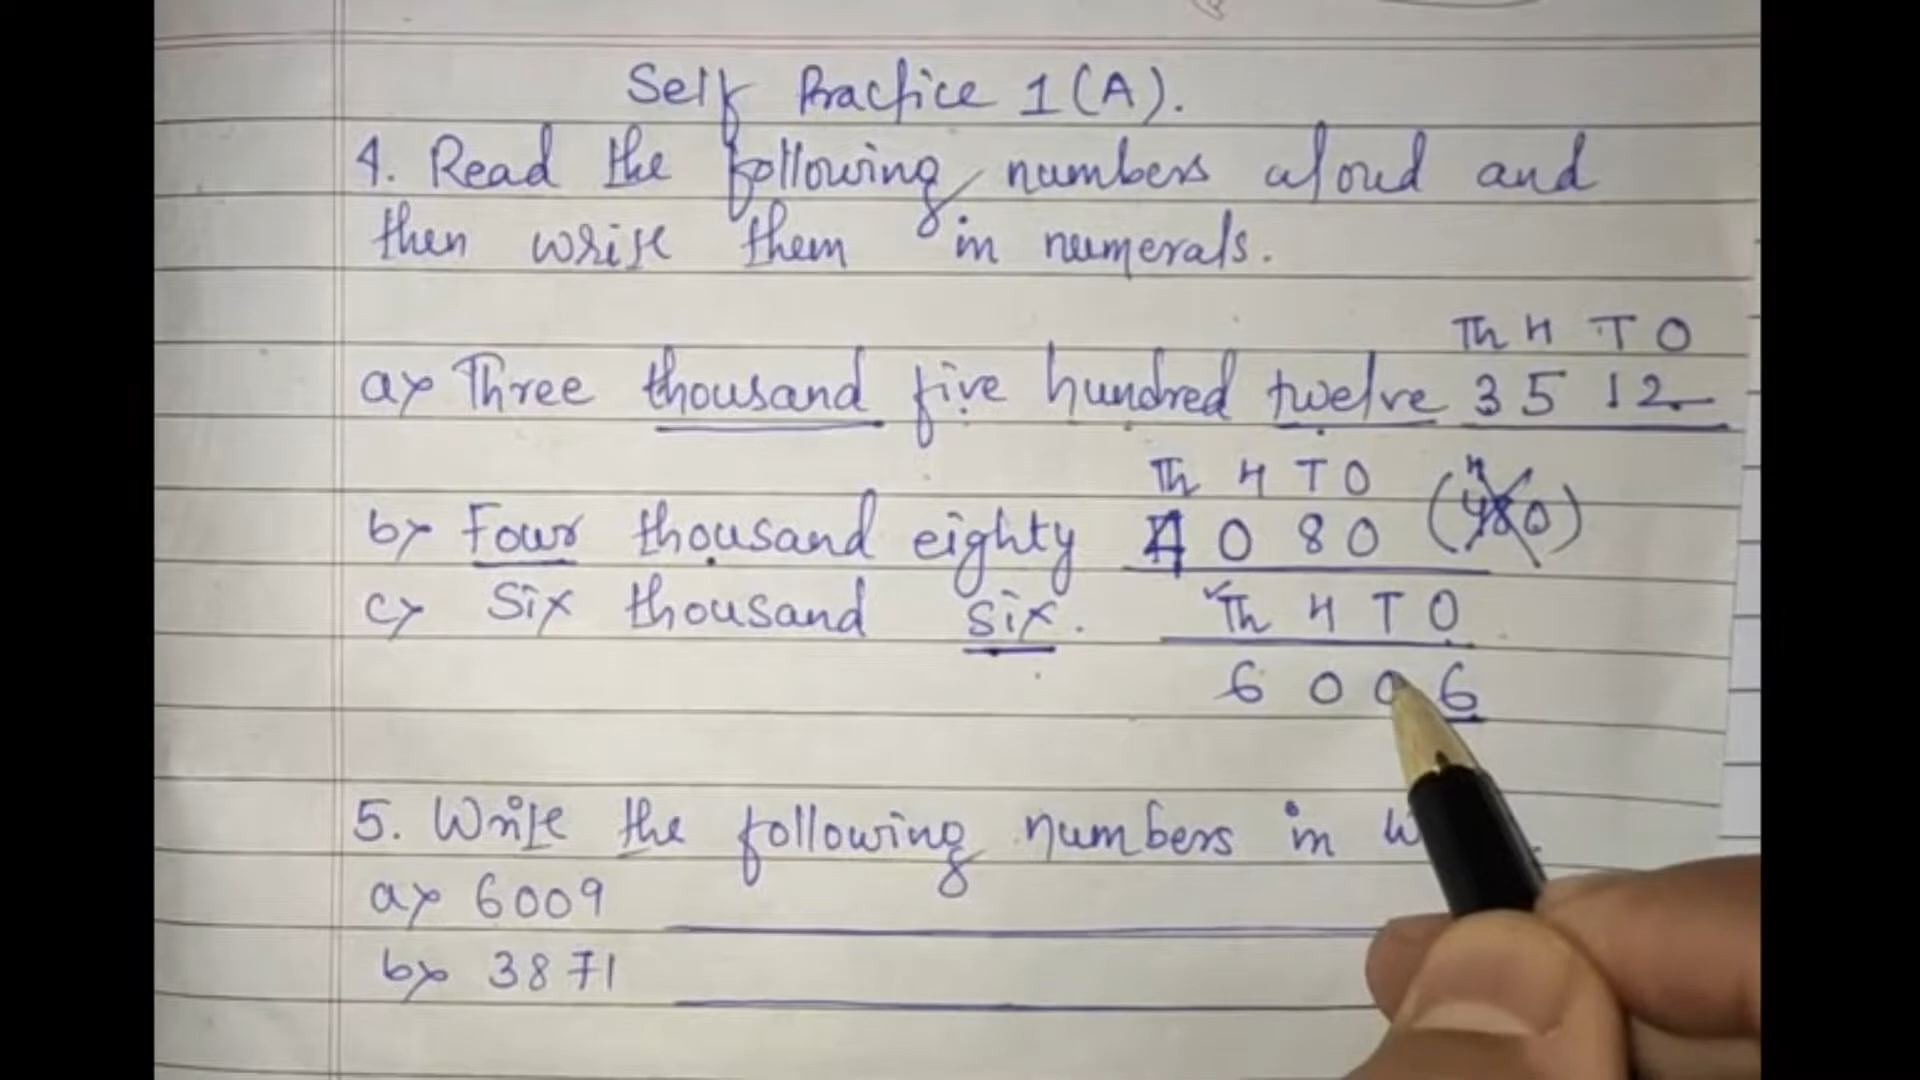 Self Practice 1(A).
4. Read the following numbers aloud and
then write them in numerals.
Th H T O
a> Three thousand five hundred twelve 3 5 1 2
Th H T O
b> Four thousand eighty 4 0 8 0
c> Six thousand six. Th H T O
6 0 0 6
5. Write the following numbers in
a> 6009
b> 3871